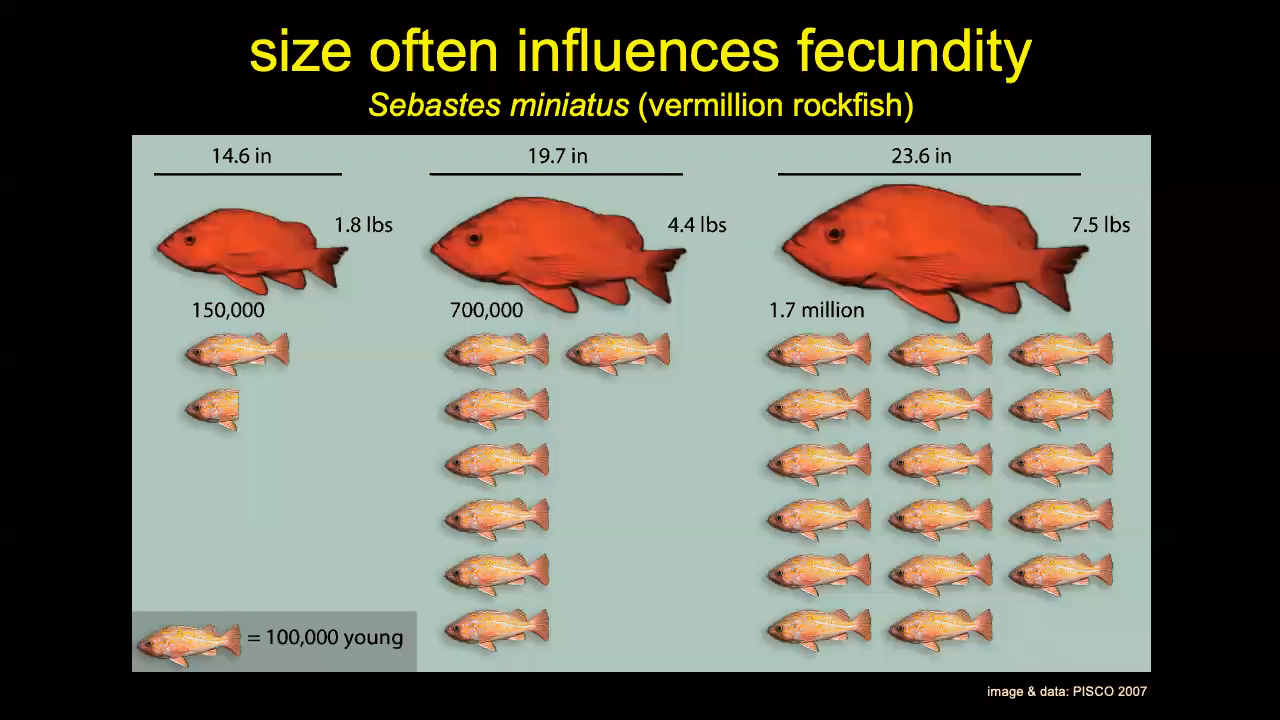 size often influences fecundity
Sebastes miniatus (vermillion rockfish)
14.6 in
19.7 in
23.6 in
1.8 lbs
4.4 lbs
7.5 lbs
150,000
700,000
1.7 million
= 100,000 young
image & data: PISCO 2007